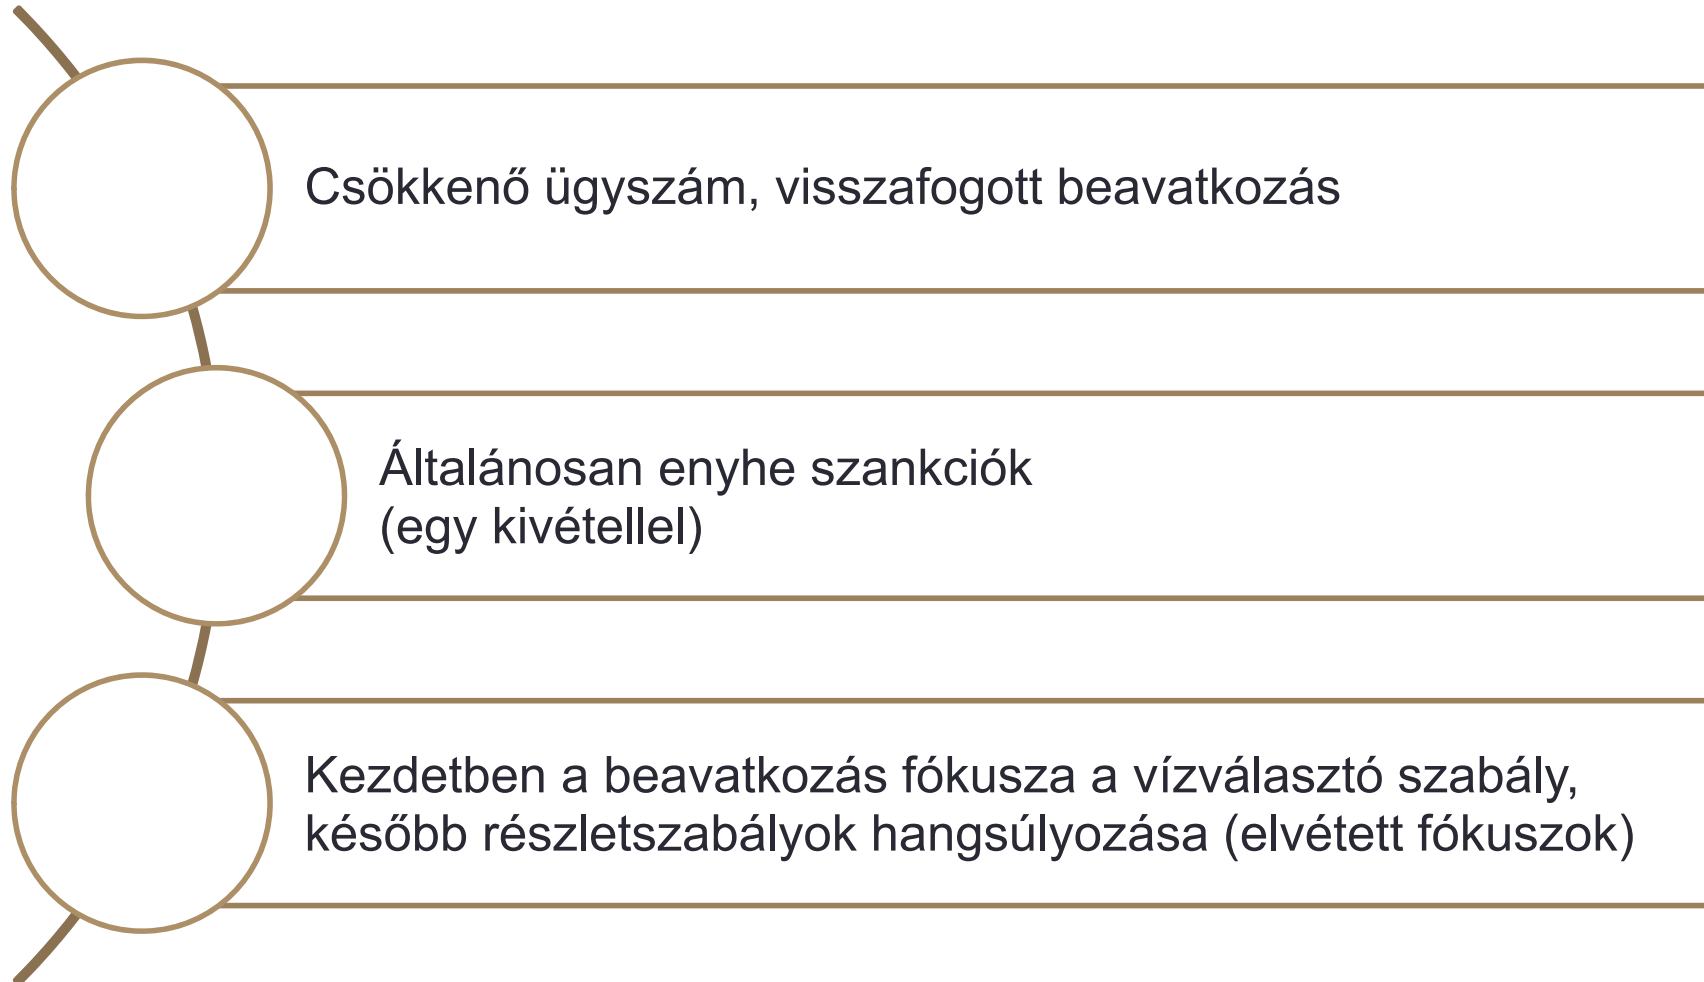 Csökkenő ügyszám, visszafogott beavatkozás
Általánosan enyhe szankciók
(egy kivétellel)
Kezdetben a beavatkozás fókusza a vízválasztó szabály,
később részletszabályok hangsúlyozása (elvétett fókuszok)